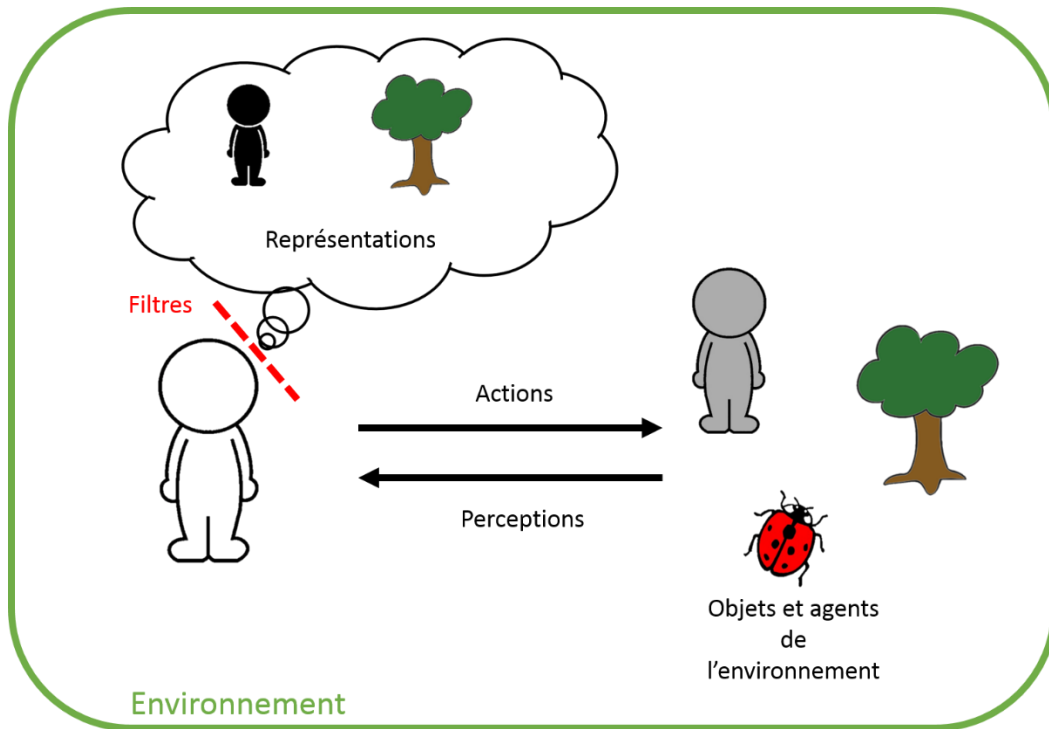 Représentations
Filtres
Actions
Perceptions
Objets et agents
de
l'environnement
Environnement